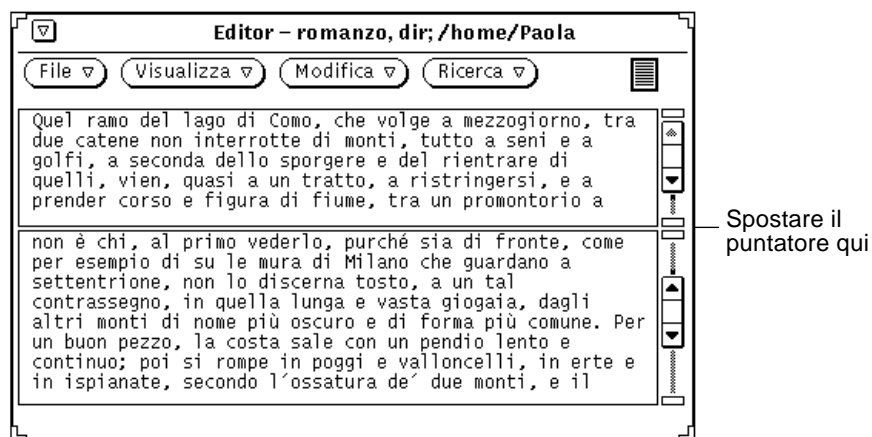 Editor – romanzo, dir; /home/Paola
File Visualizza Modifica Ricerca
Quel ramo del lago di Como, che volge a mezzogiorno, tra
due catene non interrotte di monti, tutto a seni e a
golfi, a seconda dello sporgere e del rientrare di
quelli, vien, quasi a un tratto, a ristringersi, e a
prender corso e figura di fiume, tra un promontorio a
Spostare il
puntatore qui
non è chi, al primo vederlo, purché sia di fronte, come
per esempio di su le mura di Milano che guardano a
settentrione, non lo discerna tosto, a un tal
contrassegno, in quella lunga e vasta giogaia, dagli
altri monti di nome più oscuro e di forma più comune. Per
un buon pezzo, la costa sale con un pendio lento e
continuo; poi si rompe in poggi e valloncelli, in erte e
in ispianate, secondo l´ossatura de´ due monti, e il